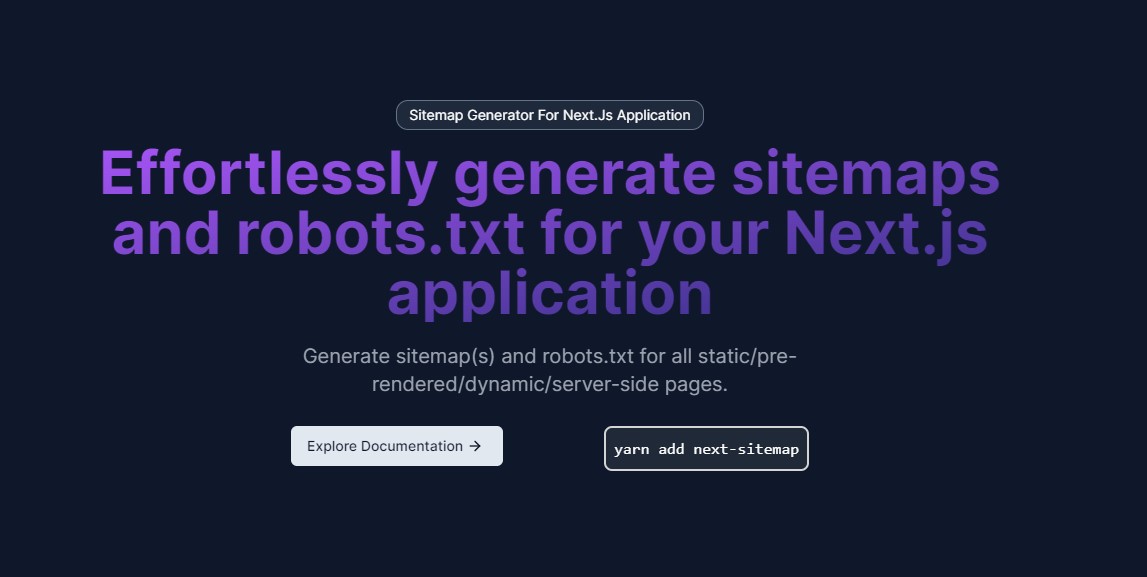 Sitemap Generator For Next.Js Application
Effortlessly generate sitemaps
and robots.txt for your Next.js
application
Generate sitemap(s) and robots.txt for all static/pre-
rendered/dynamic/server-side pages.
Explore Documentation →
yarn add next-sitemap